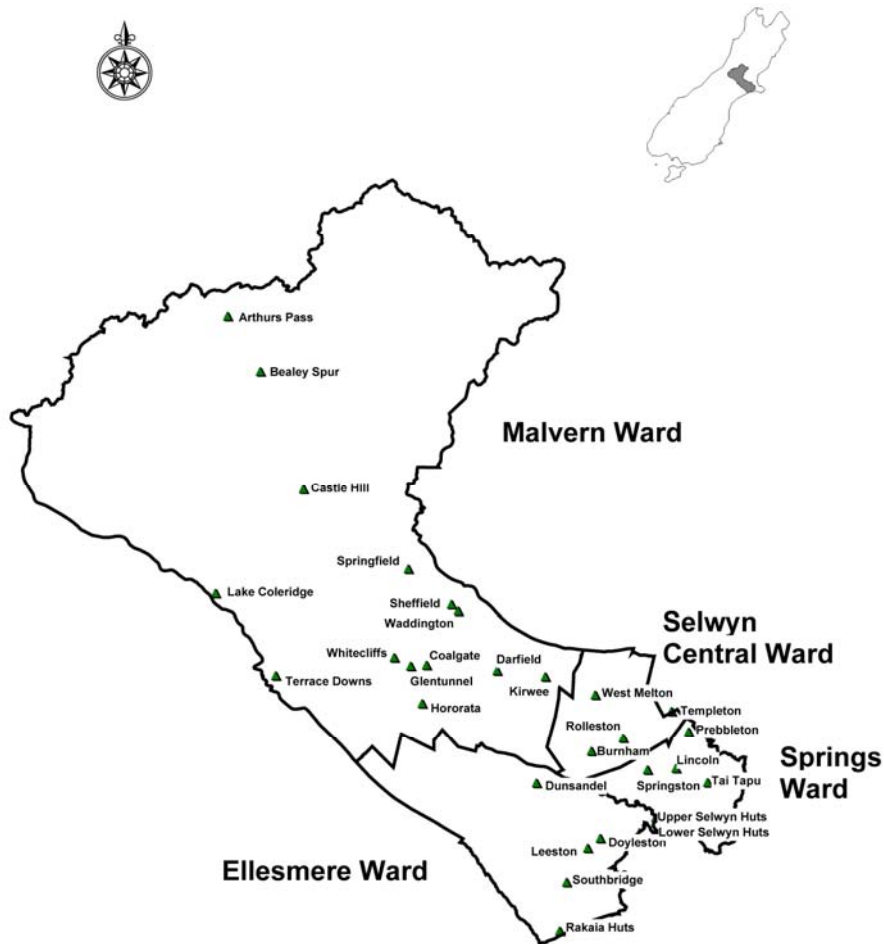 Arthurs Pass
Bealey Spur
Malvern Ward
Castle Hill
Springfield
Lake Coleridge
Sheffield
Waddington
Selwyn
Central Ward
Whitecliffs
Coalgate
Darfield
Terrace Downs
Glentunnel
Kirwee
West Melton
Hororata
Templeton
Rolleston
Prebbleton
Burnham
Springs
Ward
Lincoln
Dunsandel
Springston
Tai Tapu
Upper Selwyn Huts
Lower Selwyn Huts
Doyleston
Leeston
Ellesmere Ward
Southbridge
Rakaia Huts